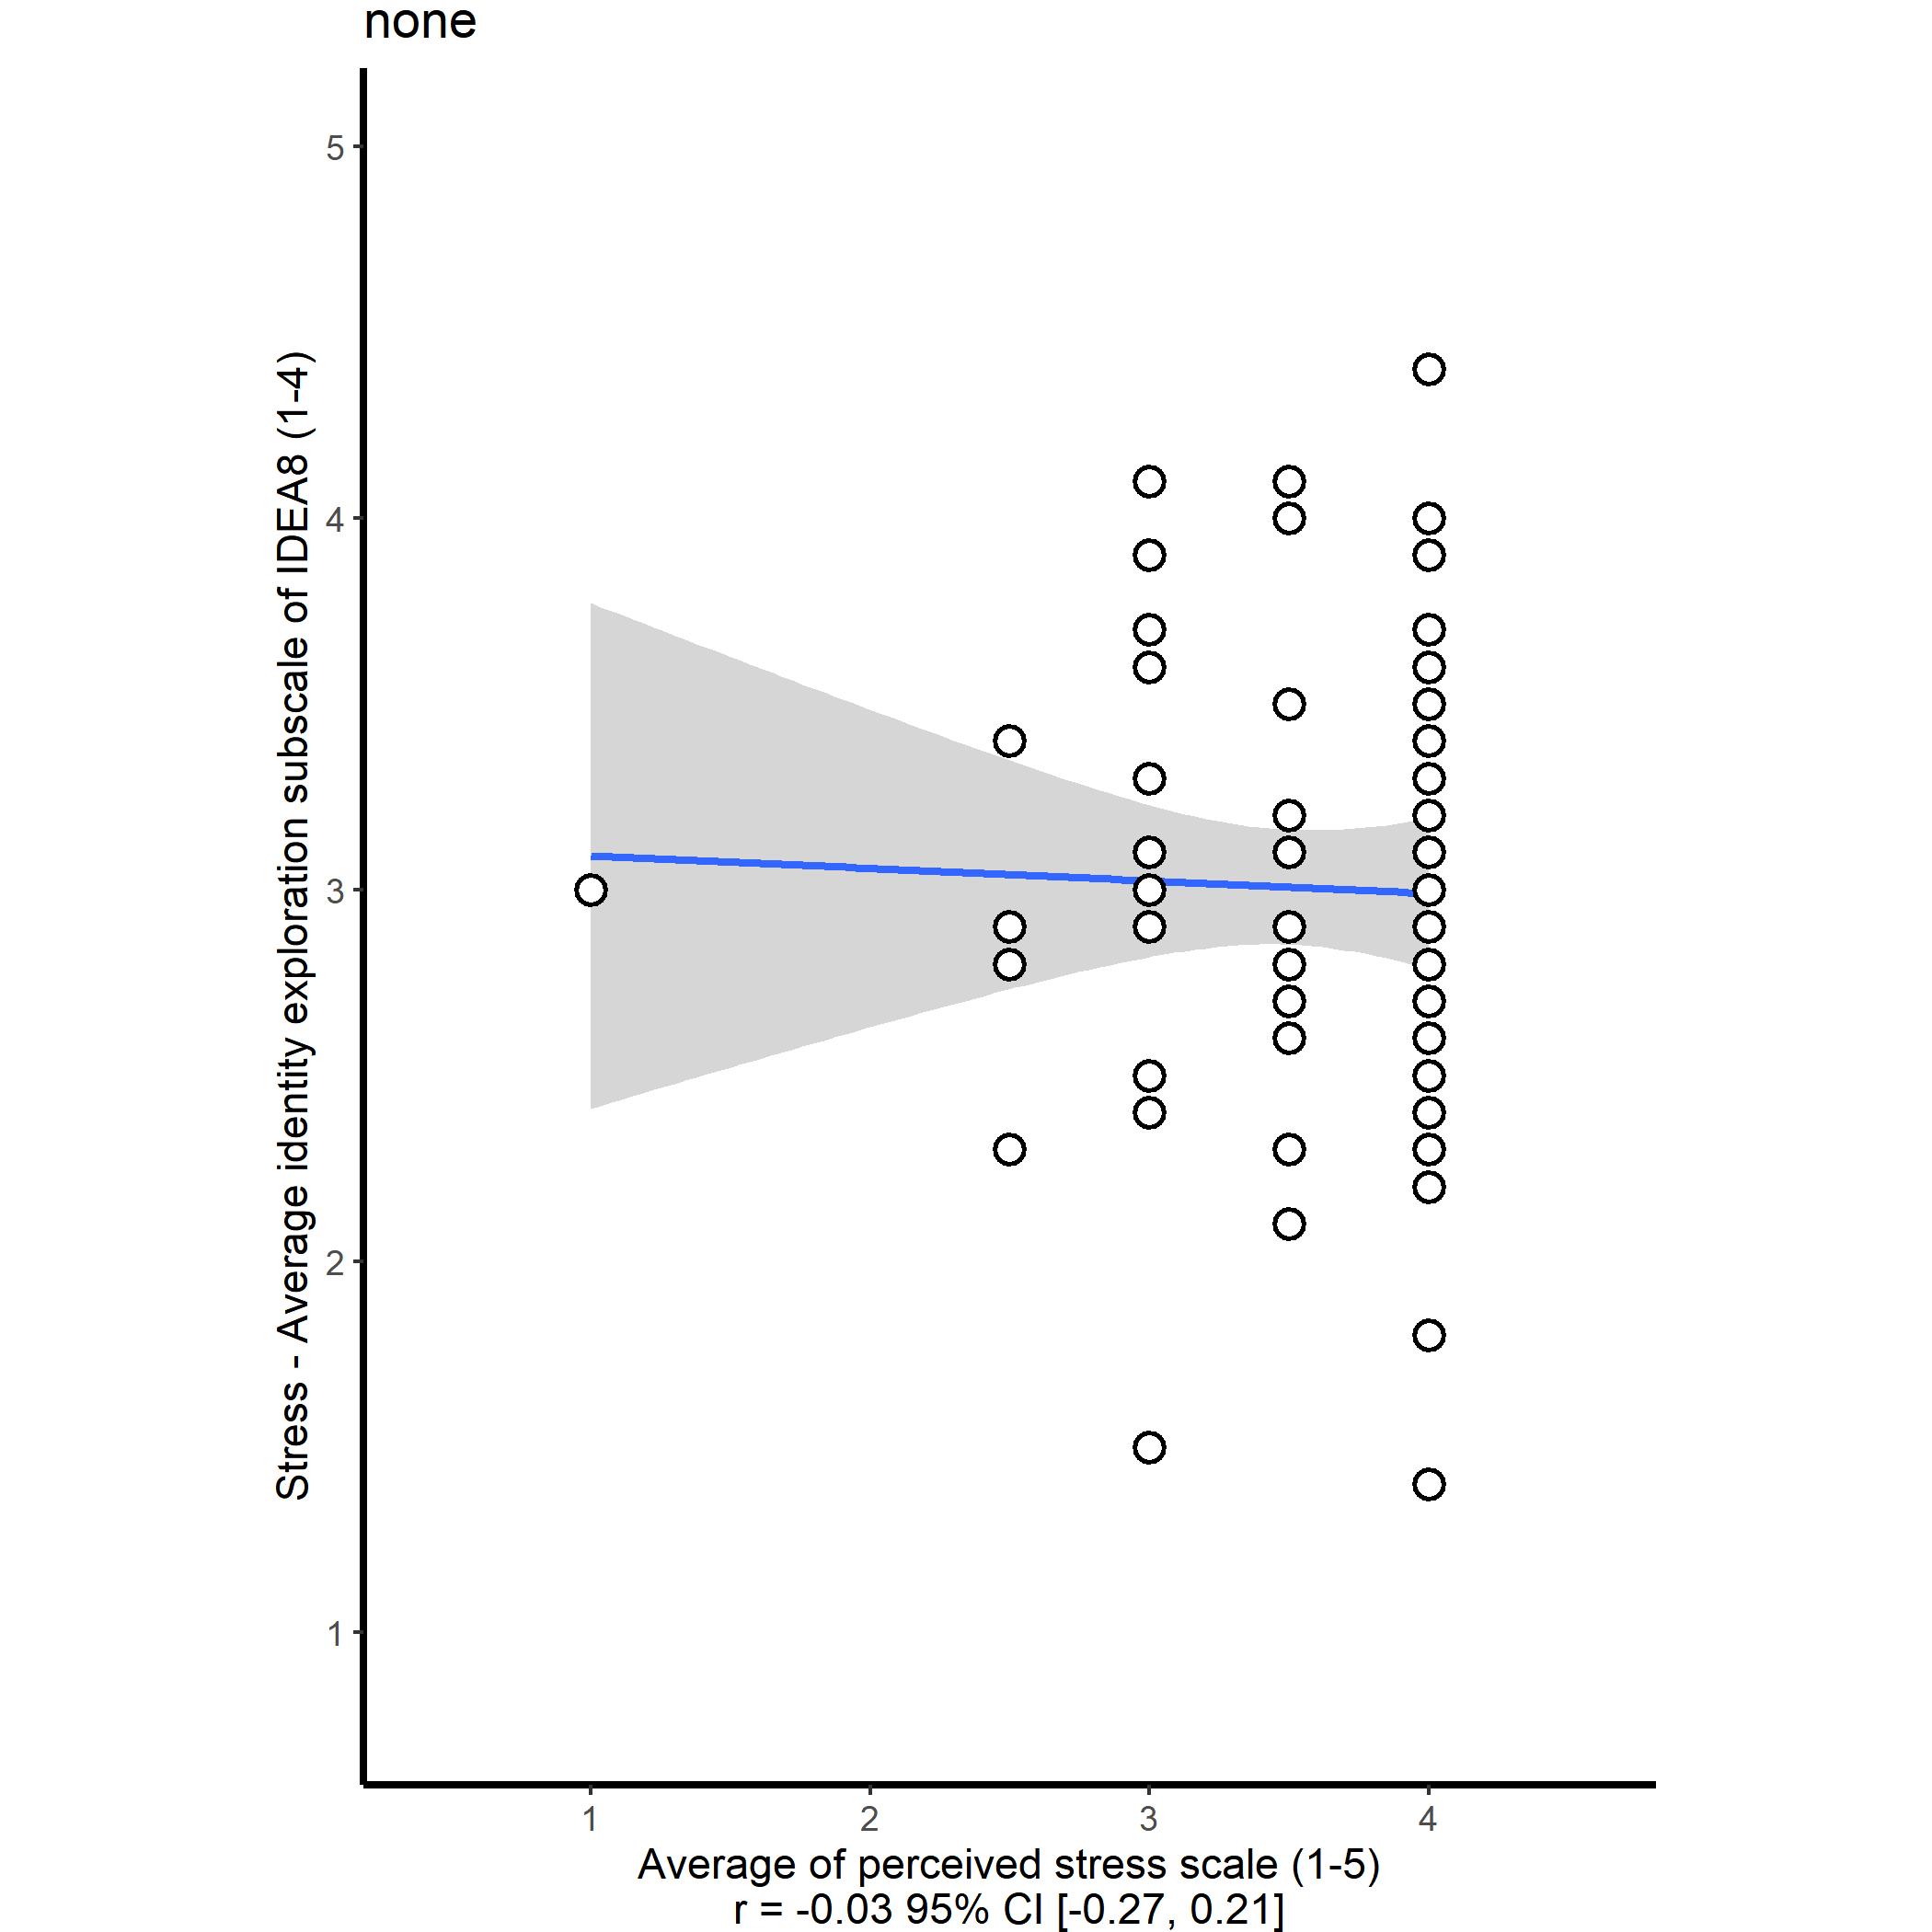 none
5
4
3
2
1
Stress - Average identity exploration subscale of IDEA8 (1-4)
1 2 3 4
Average of perceived stress scale (1-5)
r = -0.03 95% CI [-0.27, 0.21]